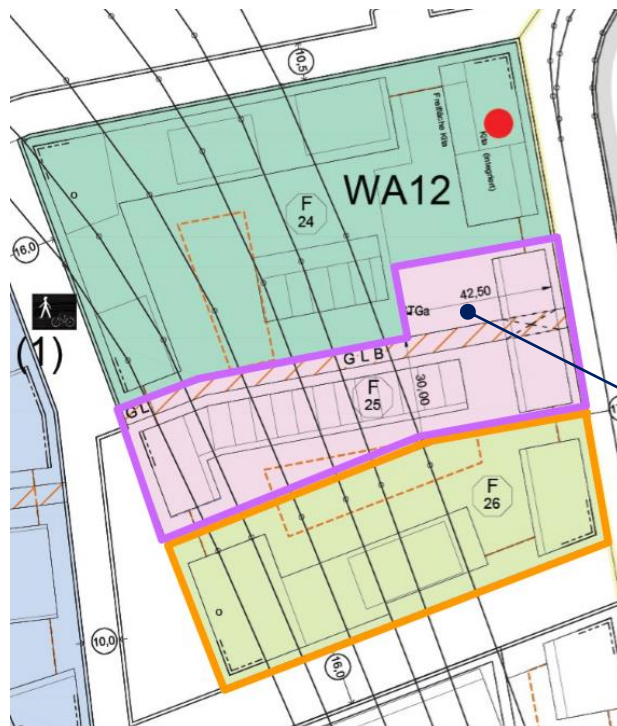 10,5
Freifläche Kita
Kita (integriert)
WA12
F
24
16,0
42,50
TGa
(1)
G L B
G L
F
25
30,00
F
26
10,0
16,0